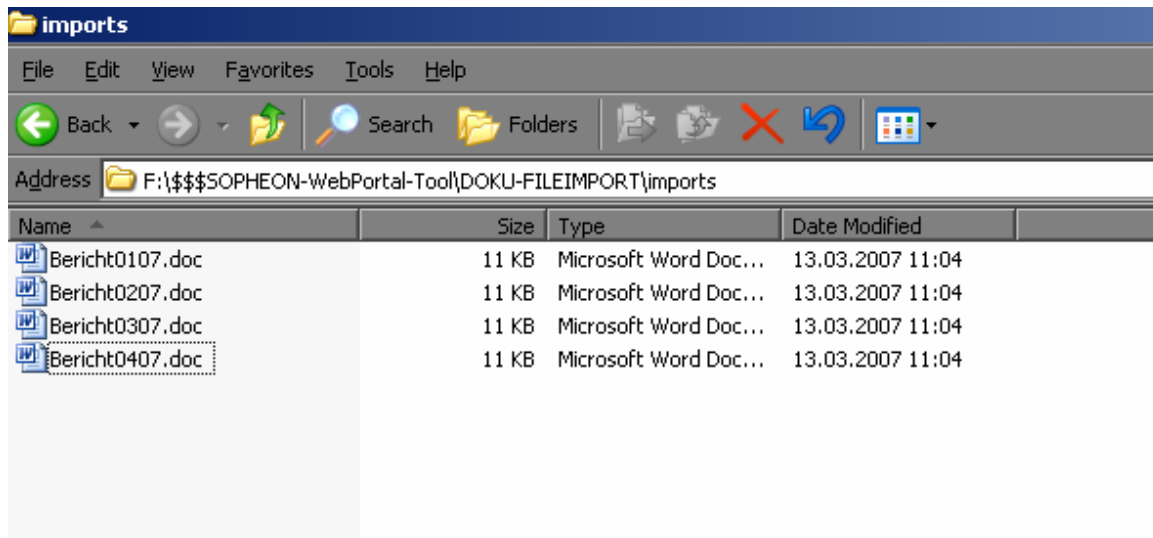 imports
File Edit View Favorites Tools Help
Back Search Folders
Address F:\$$$SOPHEON-WebPortal-Tool\DOKU-FILEIMPORT\imports
Name Size Type Date Modified
Bericht0107.doc 11 KB Microsoft Word Doc... 13.03.2007 11:04
Bericht0207.doc 11 KB Microsoft Word Doc... 13.03.2007 11:04
Bericht0307.doc 11 KB Microsoft Word Doc... 13.03.2007 11:04
Bericht0407.doc 11 KB Microsoft Word Doc... 13.03.2007 11:04